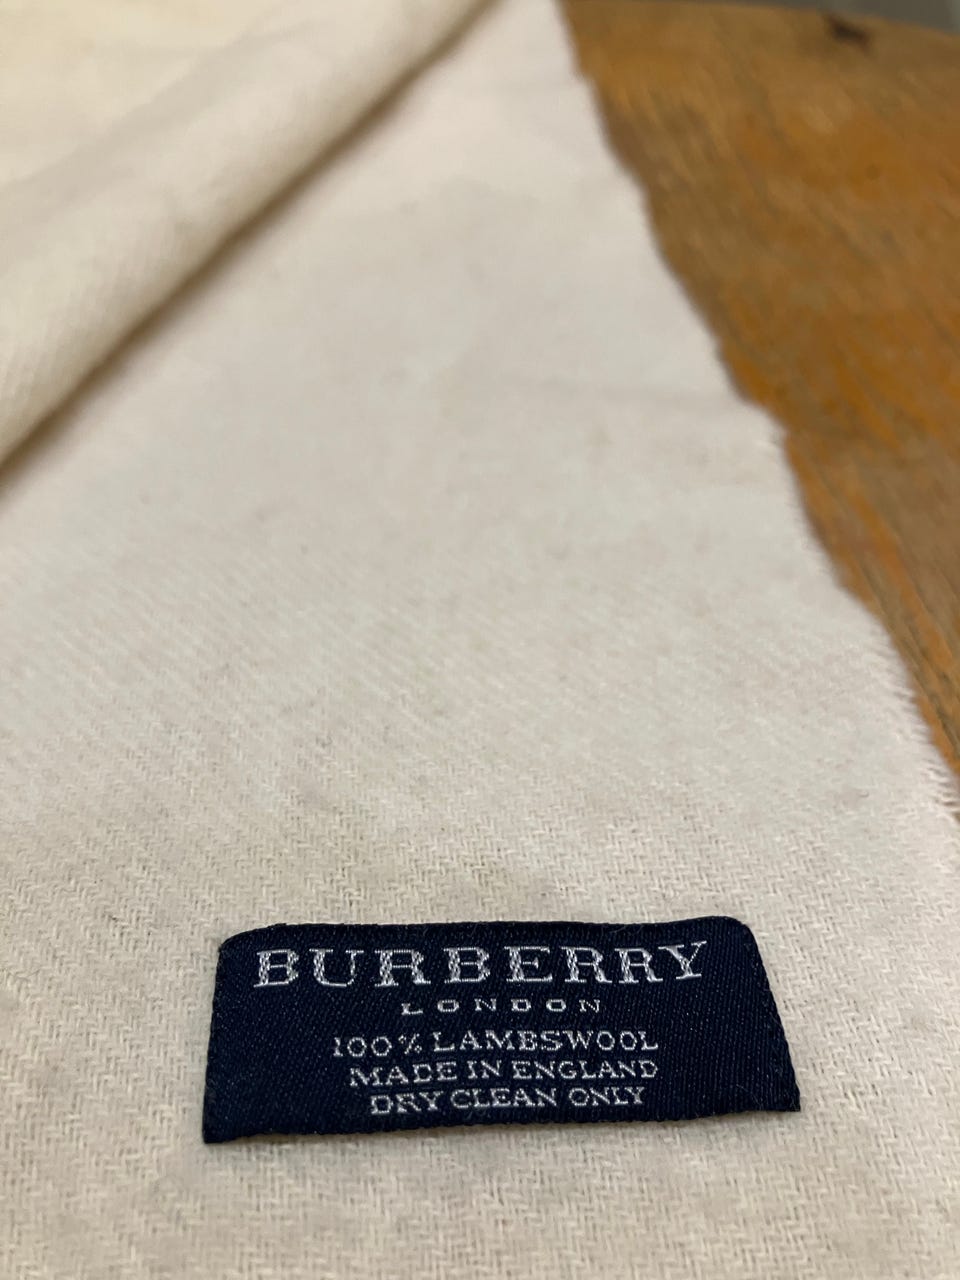 BURBERRY
LONDON
100% LAMBSWOOL
MADE IN ENGLAND
DRY CLEAN ONLY